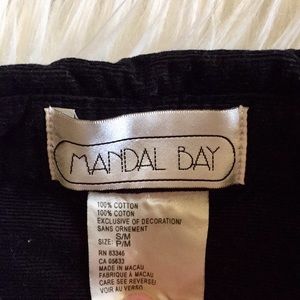 MANDAL BAY
100% COTTON
100% COTON
EXCLUSIVE OF DECORATION/
SANS ORNEMENT
S/M
SIZE: P/M
RN 83346
CA 05633
MADE IN MACAU
FABRIQUÉ À MACAU
CARE SEE REVERSE/
VOIR AU VERSO